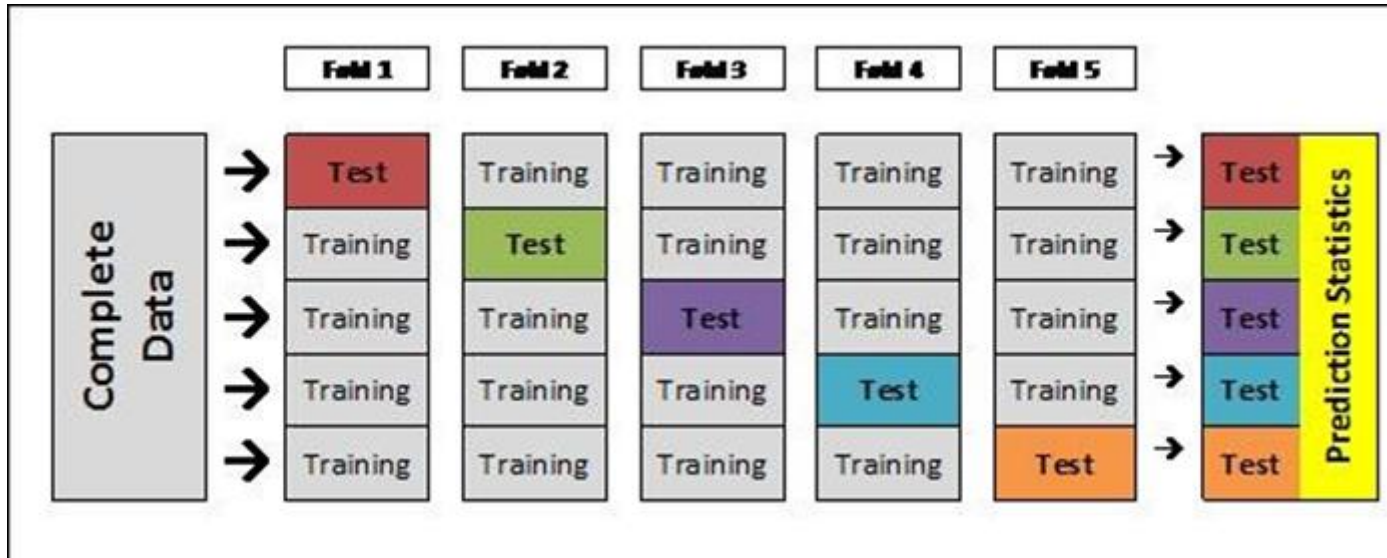 Fold 1 Fold 2 Fold 3 Fold 4 Fold 5
Complete
Data
Test Training Training Training Training Test
Training Test Training Training Training Test
Training Training Test Training Training Test
Training Training Training Test Training Test
Training Training Training Training Test Test
Prediction Statistics